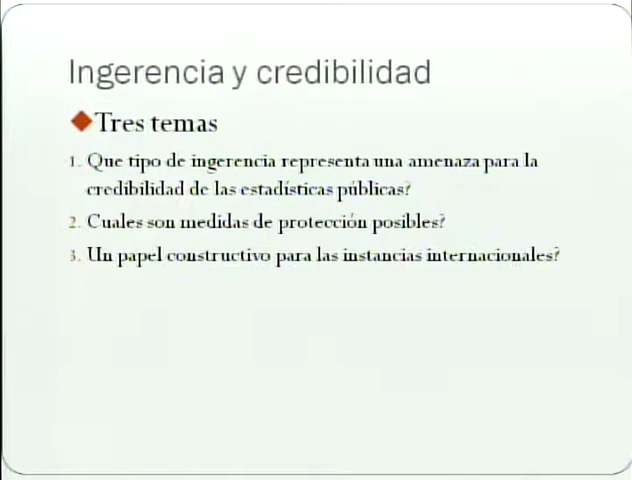 Ingerencia y credibilidad
Tres temas
1. Que tipo de ingerencia representa una amenaza para la
credibilidad de las estadísticas públicas?
2. Cuales son medidas de protección posibles?
3. Un papel constructivo para las instancias internacionales?